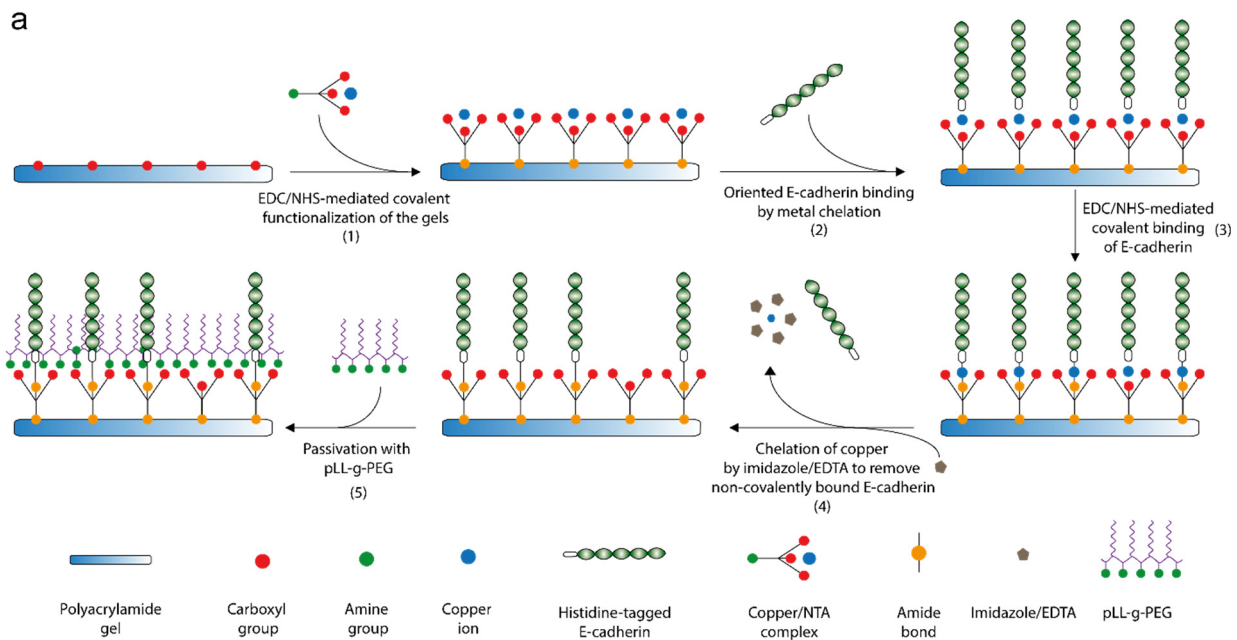 a
EDC/NHS-mediated covalent
functionalization of the gels
(1)
Oriented E-cadherin binding
by metal chelation
(2)
EDC/NHS-mediated
covalent binding (3)
of E-cadherin
Chelation of copper
by imidazole/EDTA to remove
non-covalently bound E-cadherin
(4)
Passivation with
pLL-g-PEG
(5)
Polyacrylamide
gel
Carboxyl
group
Amine
group
Copper
ion
Histidine-tagged
E-cadherin
Copper/NTA
complex
Amide
bond
Imidazole/EDTA
pLL-g-PEG